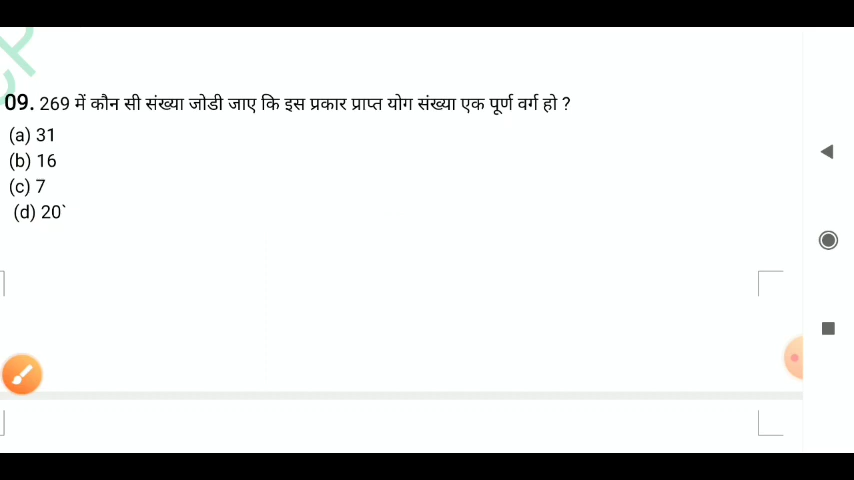 09. 269 में कौन सी संख्या जोडी जाए कि इस प्रकार प्राप्त योग संख्या एक पूर्ण वर्ग हो ?
(a) 31
(b) 16
(c) 7
(d) 20`